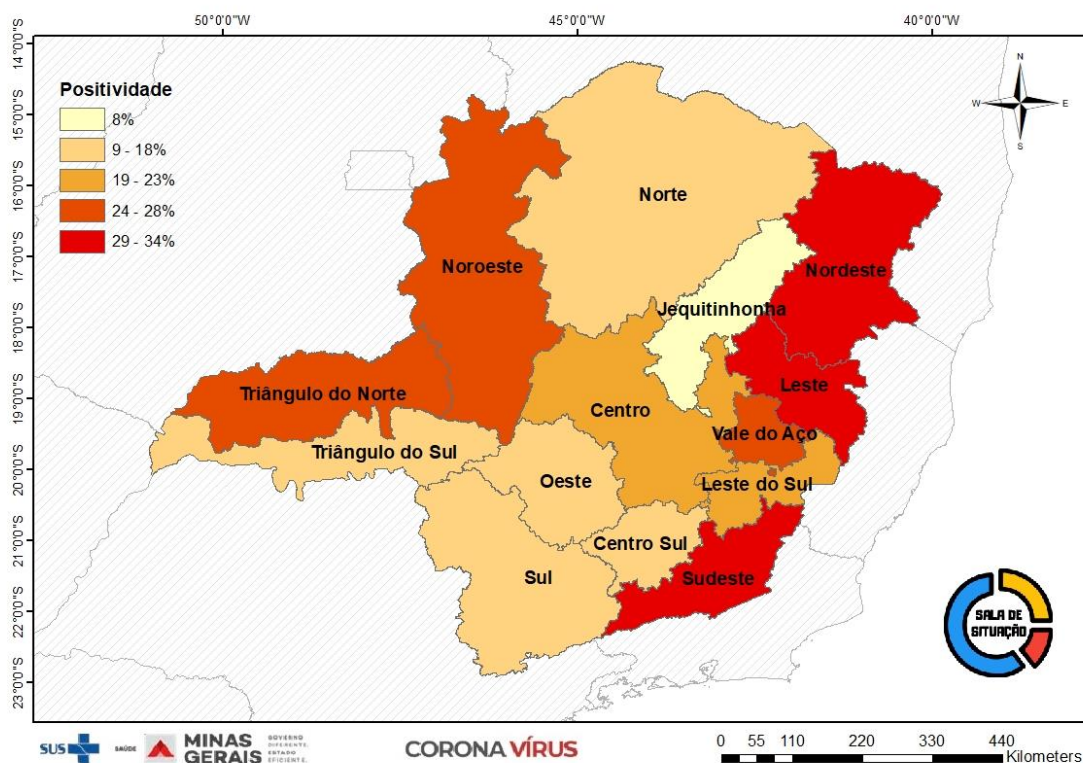 50°0'0"W
45°0'0"W
40°0'0"W
14°0'0"S
15°0'0"S
16°0'0"S
17°0'0"S
18°0'0"S
19°0'0"S
20°0'0"S
21°0'0"S
22°0'0"S
23°0'0"S
Positividade
8%
9 - 18%
19 - 23%
24 - 28%
29 - 34%
N
W E
S
Norte
Noroeste
Nordeste
Jequitinhonha
Triângulo do Norte
Leste
Centro
Vale do Aço
Triângulo do Sul
Oeste
Leste do Sul
Centro Sul
Sul
Sudeste
SALA DE
SITUAÇÃO
SUS
SAÚDE
MINAS
GERAIS
GOVERNO
DIFERENTE.
ESTADO
EFICIENTE.
CORONA VÍRUS
0 55 110 220 330 440
Kilometers